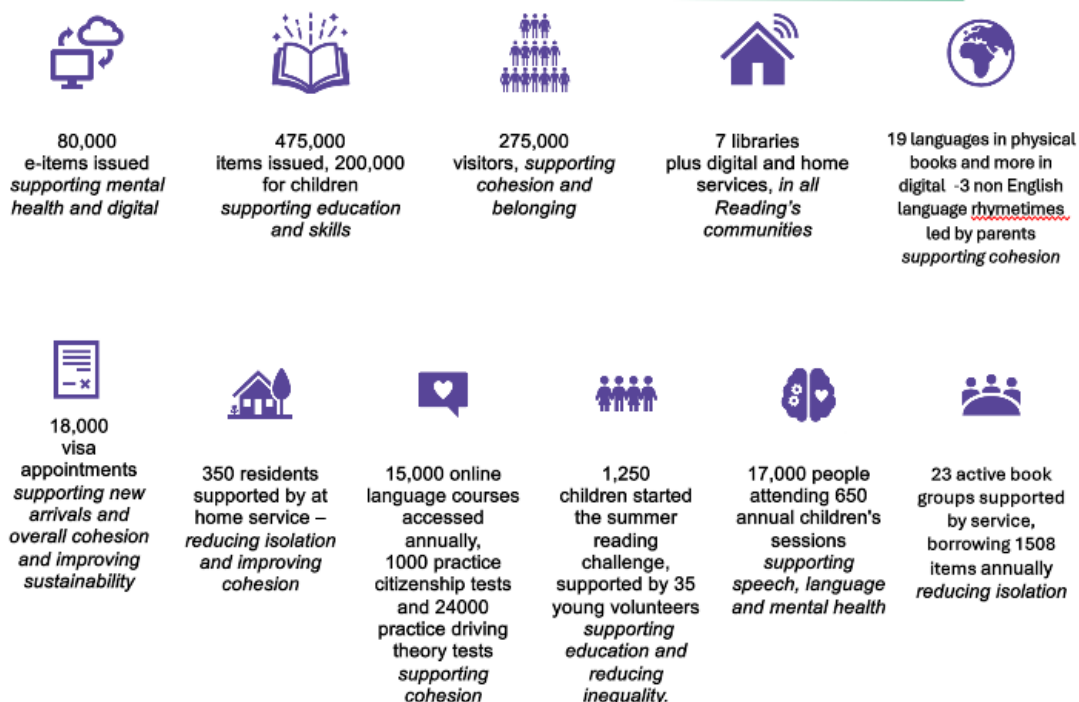 80,000
e-items issued
supporting mental
health and digital
475,000
items issued, 200,000
for children
supporting education
and skills
275,000
visitors, supporting
cohesion and
belonging
7 libraries
plus digital and home
services, in all
Reading's
communities
19 languages in physical
books and more in
digital -3 non English
language rhymetimes
led by parents
supporting cohesion
18,000
visa
appointments
supporting new
arrivals and
overall cohesion
and improving
sustainability
350 residents
supported by at
home service –
reducing isolation
and improving
cohesion
15,000 online
language courses
accessed
annually,
1000 practice
citizenship tests
and 24000
practice driving
theory tests
supporting
cohesion
1,250
children started
the summer
reading
challenge,
supported by 35
young volunteers
supporting
education and
reducing
inequality.
17,000 people
attending 650
annual children's
sessions
supporting
speech, language
and mental health
23 active book
groups supported
by service,
borrowing 1508
items annually
reducing isolation